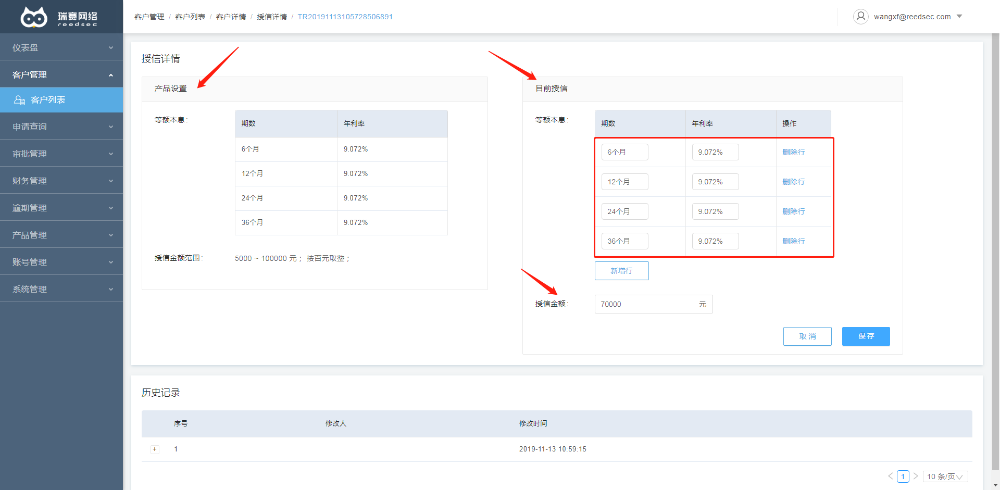 瑞赛网络
reedsec
客户管理 / 客户列表 / 客户详情 / 授信详情 / TR20191113105728506891
wangxf@reedsec.com
仪表盘
客户管理
客户列表
申请查询
审批管理
财务管理
逾期管理
产品管理
账号管理
系统管理
授信详情
产品设置
等额本息:
期数 年利率
6个月 9.072%
12个月 9.072%
24个月 9.072%
36个月 9.072%
授信金额范围: 5000 ~ 100000 元； 按百元取整；
目前授信
等额本息:
期数 年利率 操作
6个月 9.072% 删除行
12个月 9.072% 删除行
24个月 9.072% 删除行
36个月 9.072% 删除行
新增行
授信金额: 70000 元
取消 保存
历史记录
序号 修改人 修改时间
+ 1 2019-11-13 10:59:15
< 1 > 10 条/页